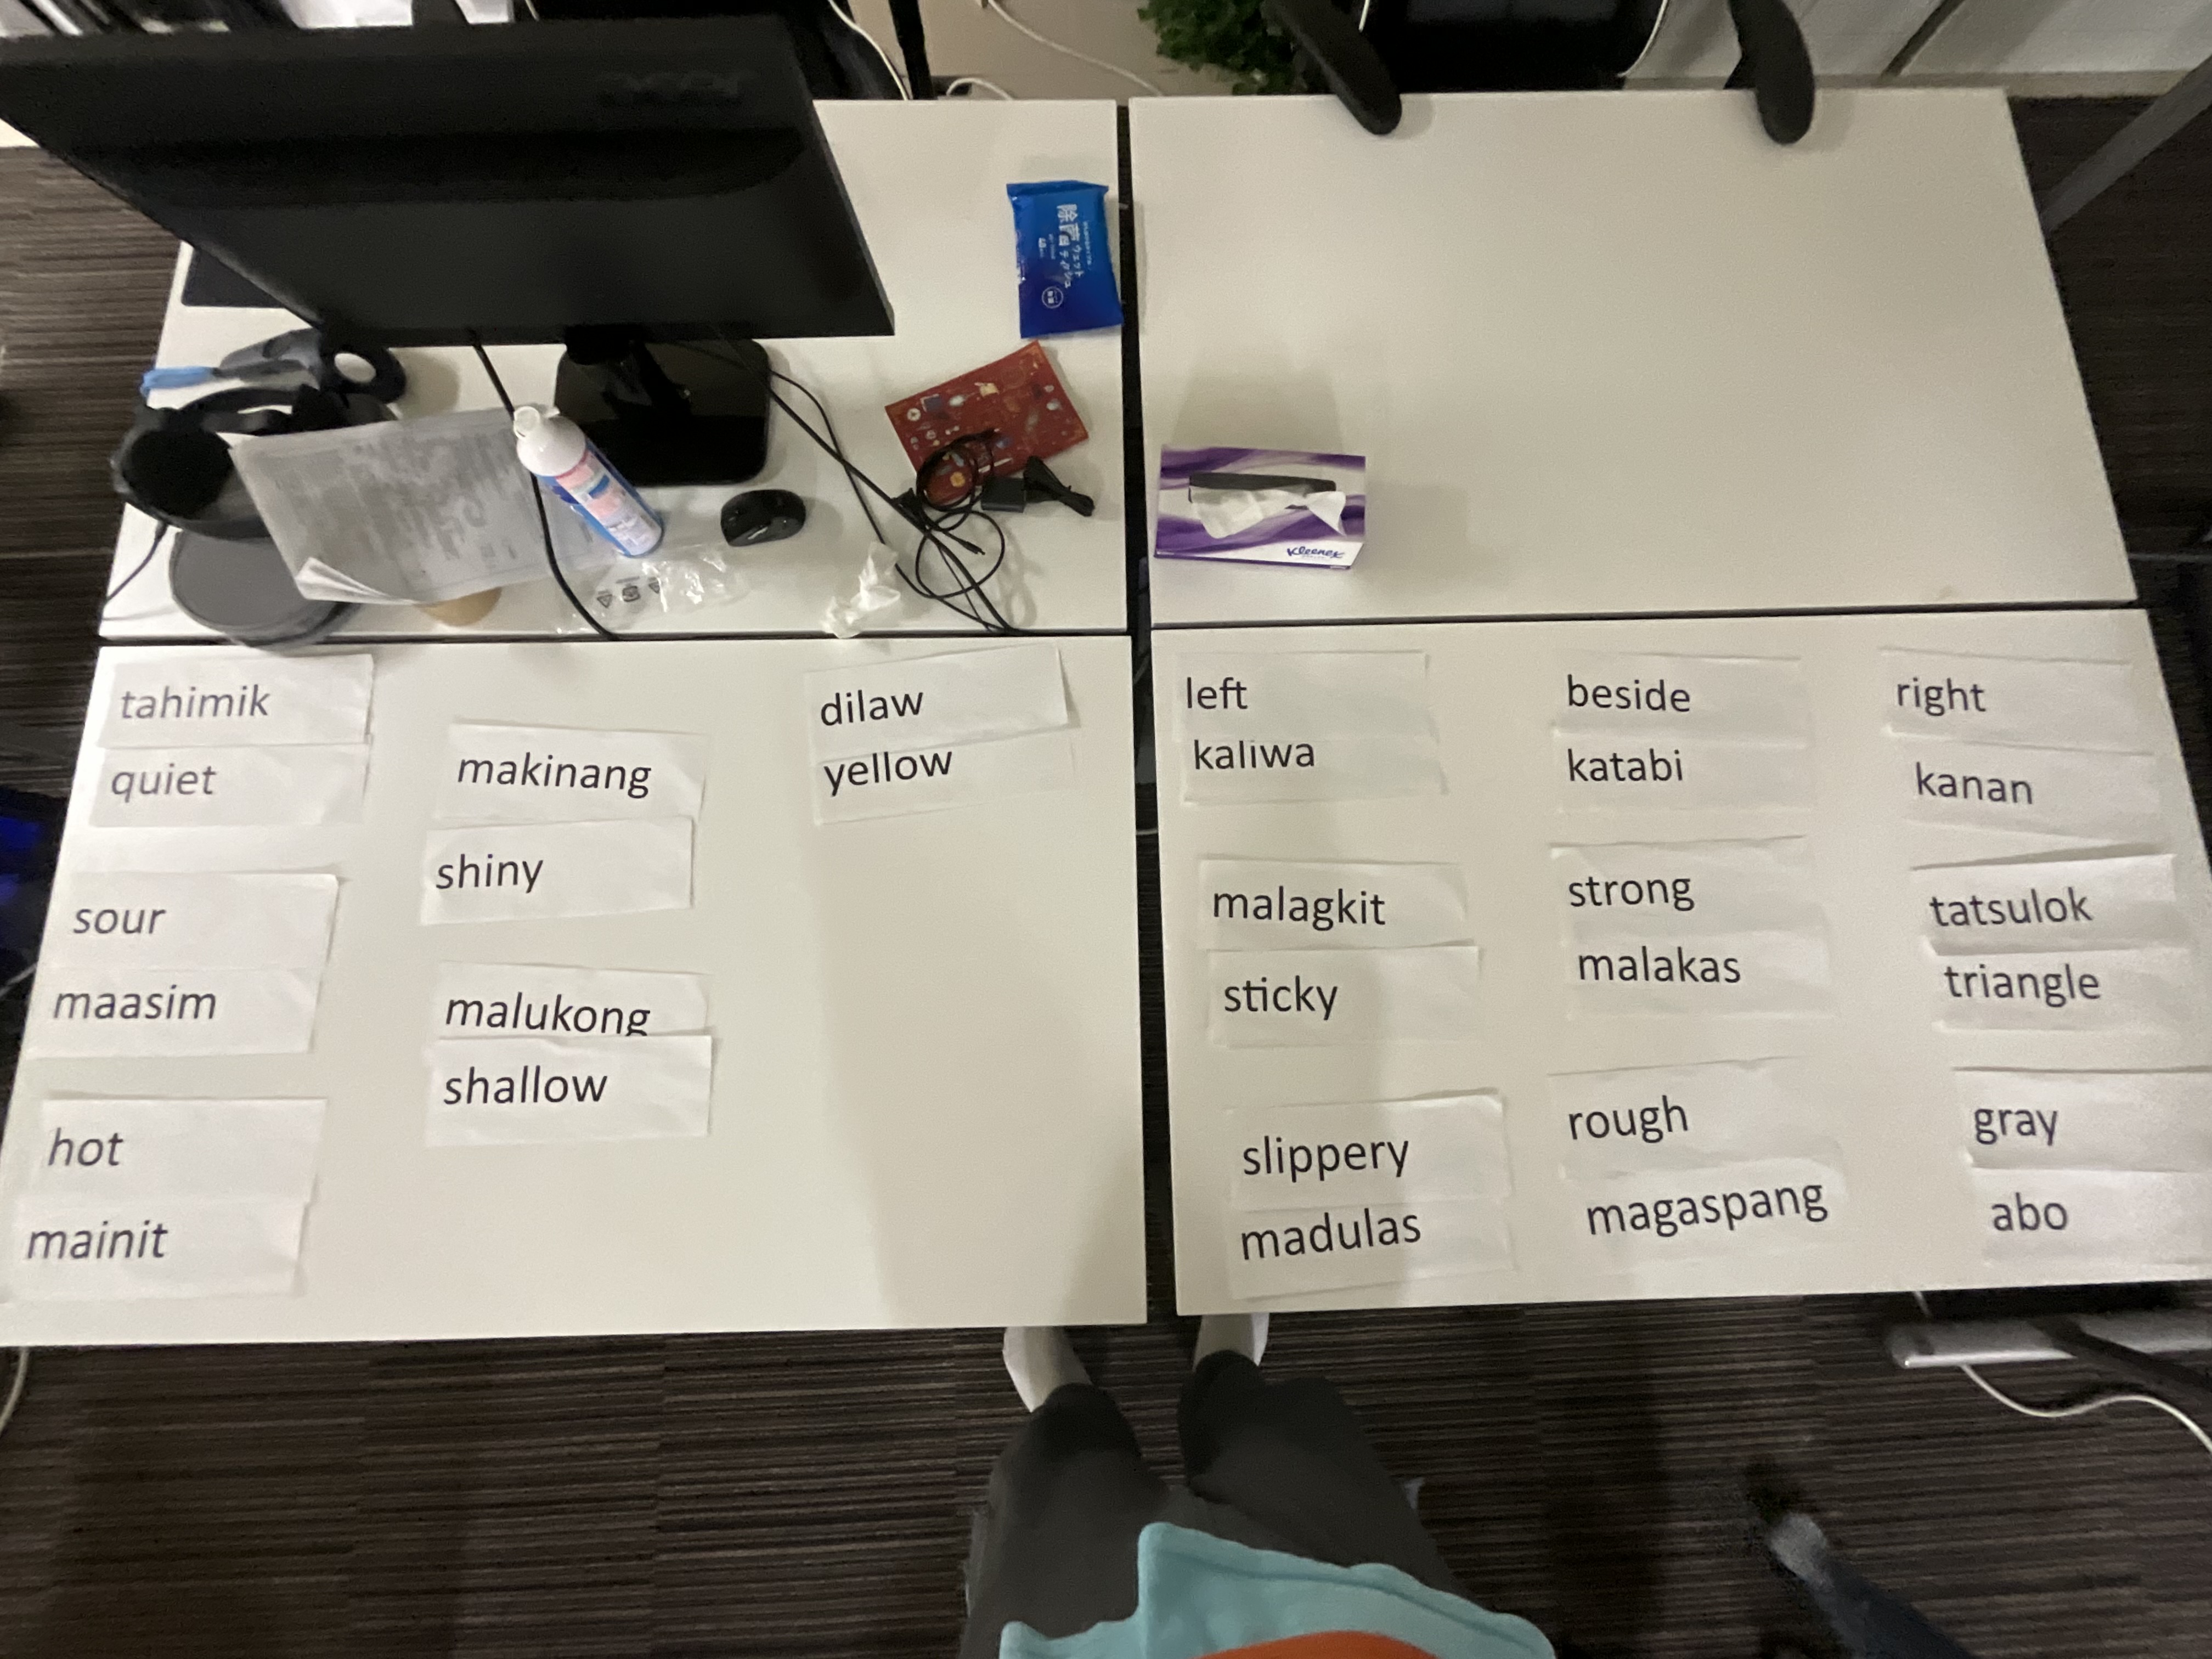 acer
除菌
ウェット
Kleenex
tahimik
quiet
makinang
shiny
dilaw
yellow
sour
maasim
malukong
shallow
hot
mainit
left
kaliwa
beside
katabi
right
kanan
malagkit
sticky
strong
malakas
tatsulok
triangle
slippery
madulas
rough
magaspang
gray
abo